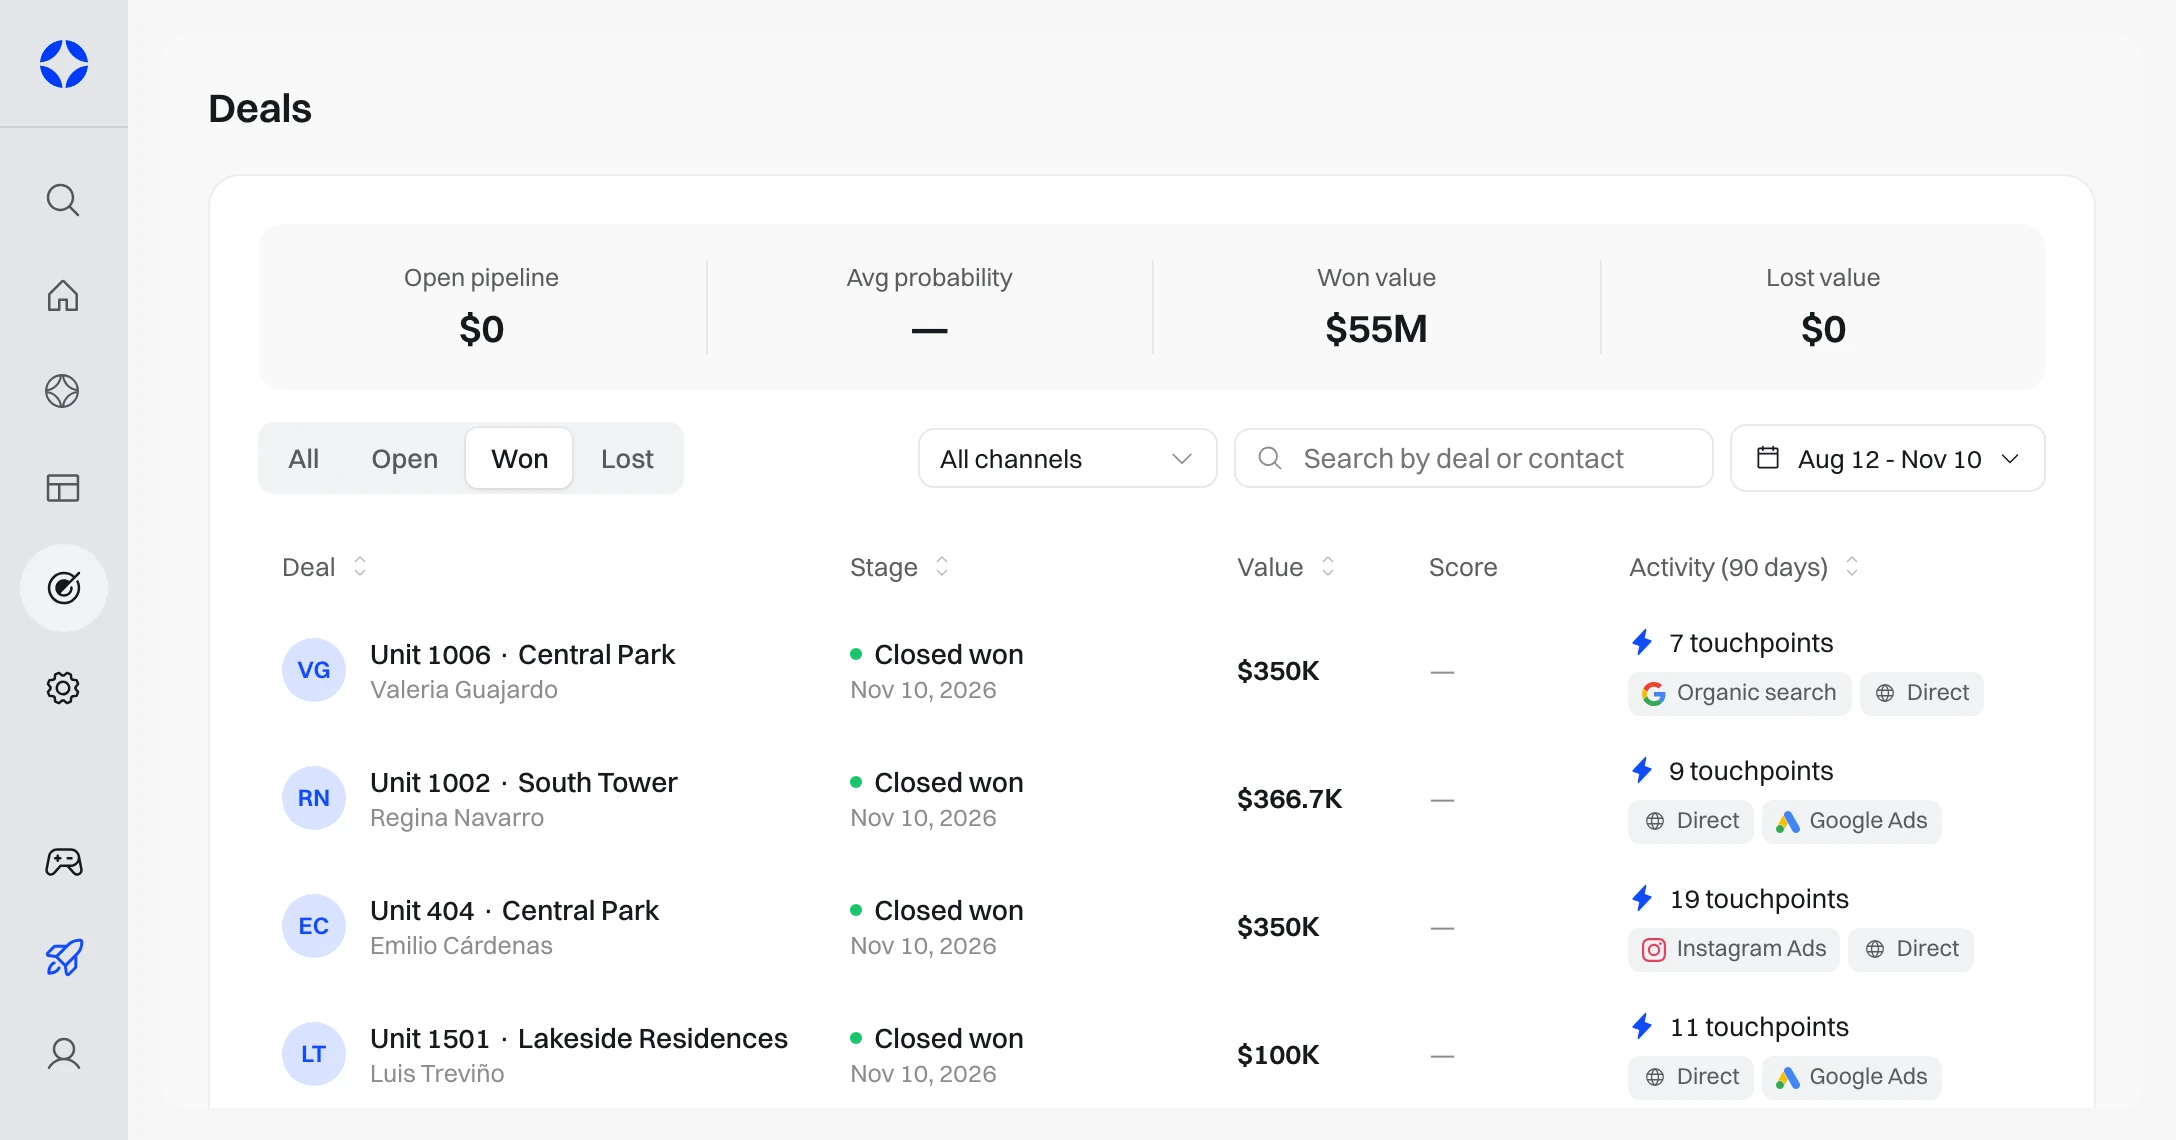 Deals
Open pipeline
$0
Avg probability
—
Won value
$55M
Lost value
$0
All
Open
Won
Lost
All channels
Search by deal or contact
Aug 12 - Nov 10
Deal
Stage
Value
Score
Activity (90 days)
VG
Unit 1006 · Central Park
Valeria Guajardo
Closed won
Nov 10, 2026
$350K
—
7 touchpoints
Organic search
Direct
RN
Unit 1002 · South Tower
Regina Navarro
Closed won
Nov 10, 2026
$366.7K
—
9 touchpoints
Direct
Google Ads
EC
Unit 404 · Central Park
Emilio Cárdenas
Closed won
Nov 10, 2026
$350K
—
19 touchpoints
Instagram Ads
Direct
LT
Unit 1501 · Lakeside Residences
Luis Treviño
Closed won
Nov 10, 2026
$100K
—
11 touchpoints
Direct
Google Ads